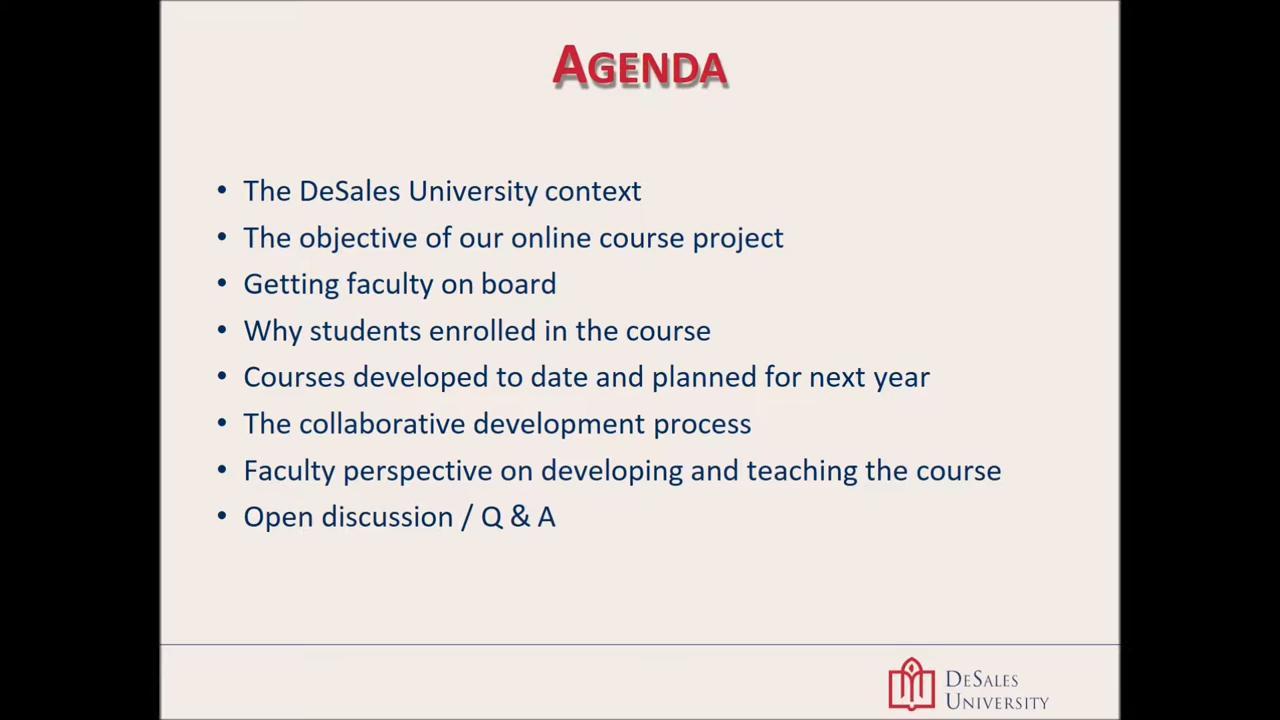 AGENDA
• The DeSales University context
• The objective of our online course project
• Getting faculty on board
• Why students enrolled in the course
• Courses developed to date and planned for next year
• The collaborative development process
• Faculty perspective on developing and teaching the course
• Open discussion / Q & A
DESALES
UNIVERSITY